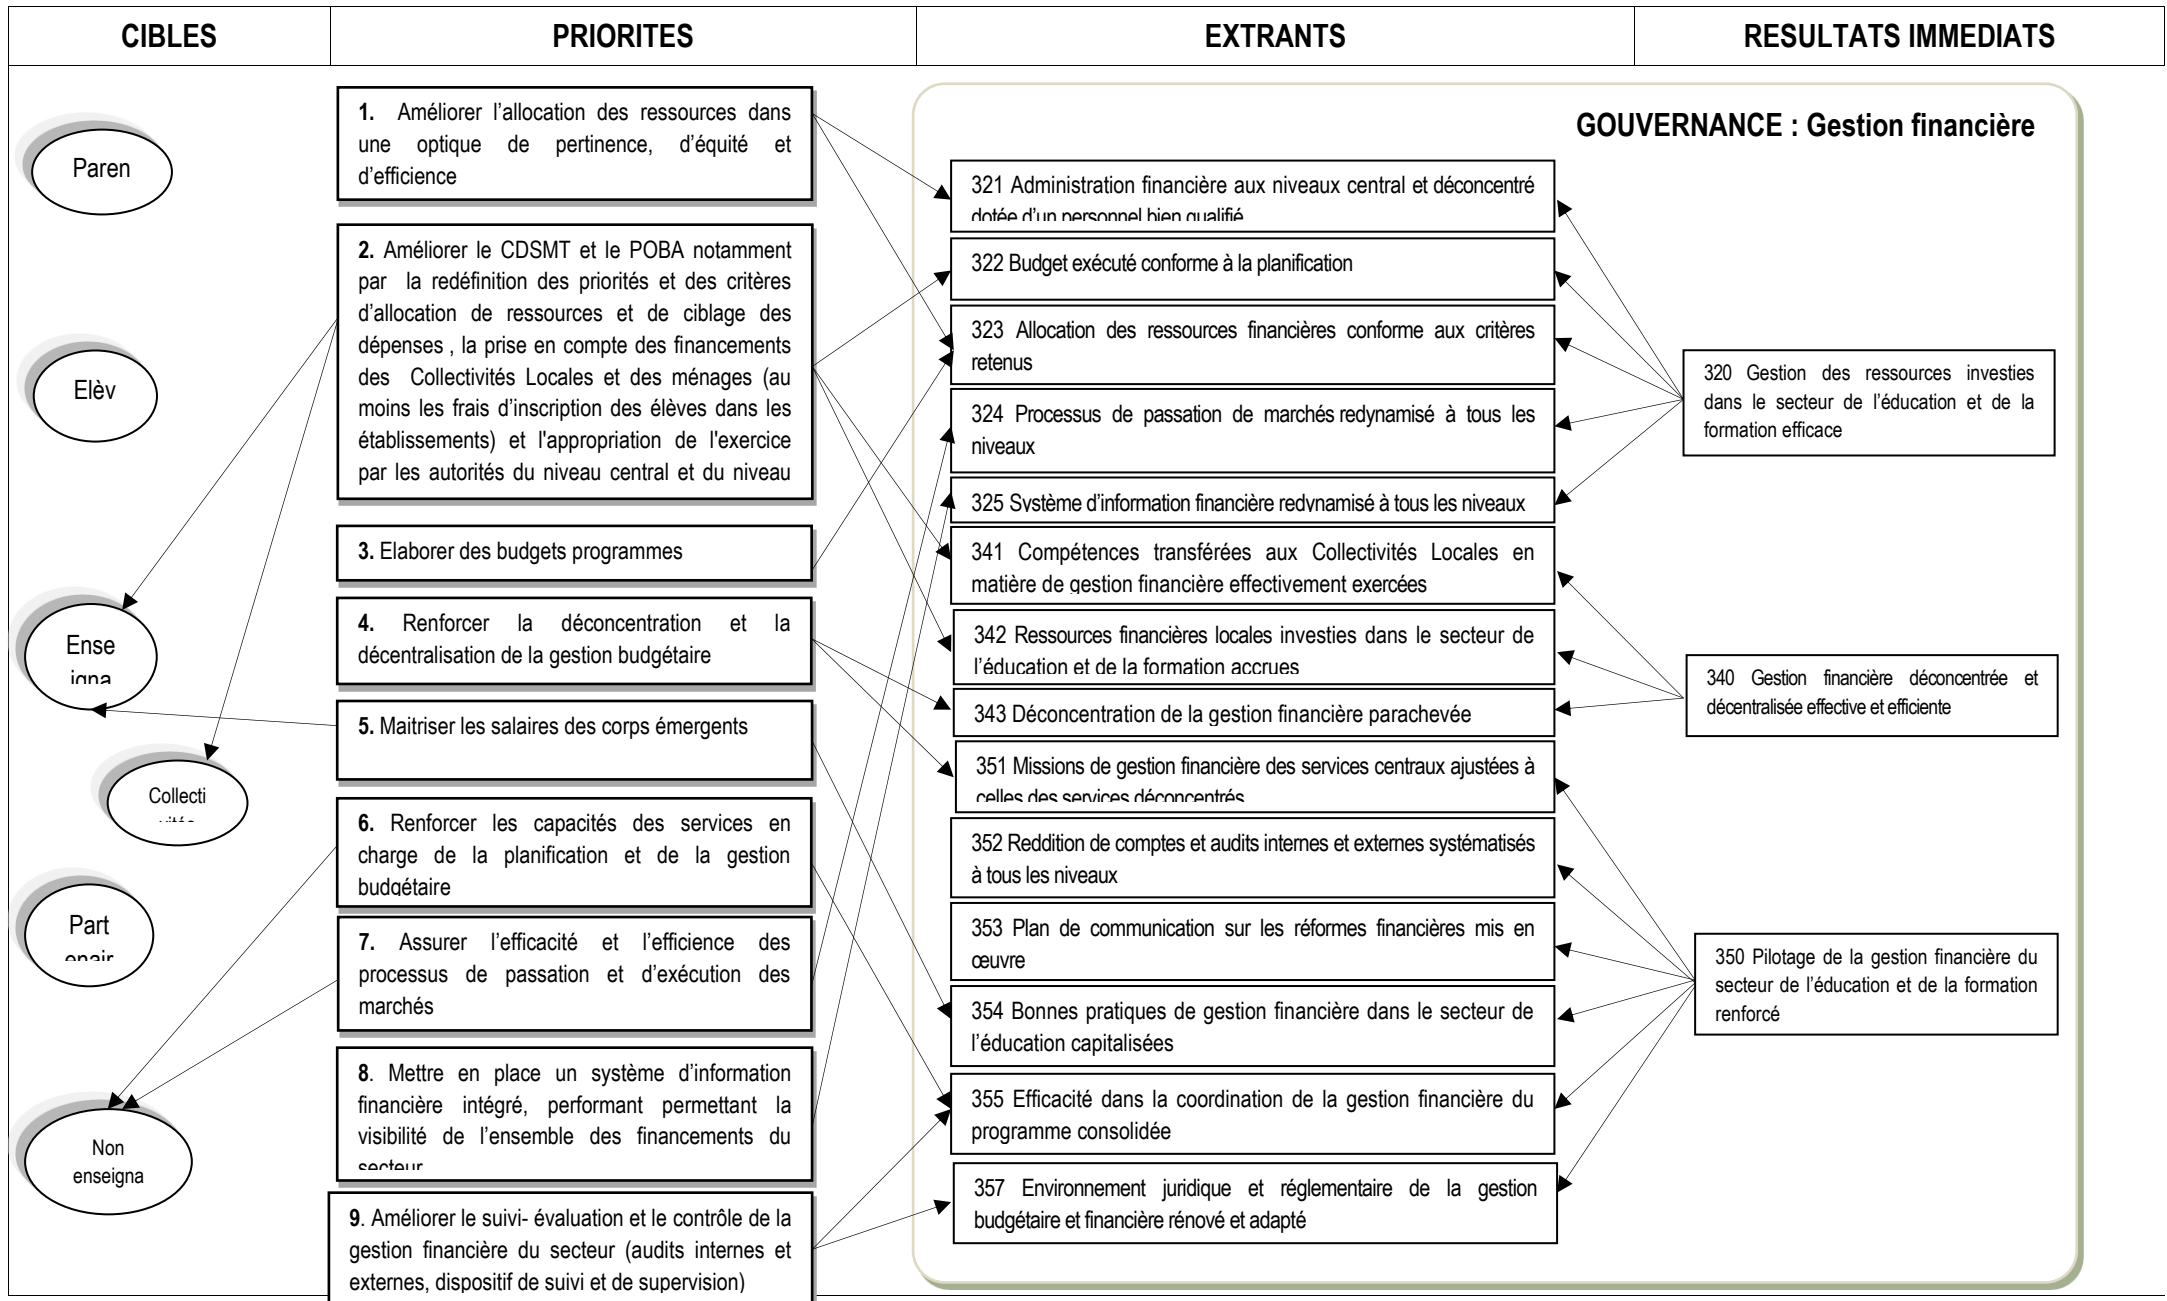 CIBLES
PRIORITES
EXTRANTS
RESULTATS IMMEDIATS
Paren
Elèv
Ense
igna
Collecti
Part
enair
Non
enseigna
1. Améliorer l’allocation des ressources dans
une optique de pertinence, d’équité et
d’efficience
2. Améliorer le CDSMT et le POBA notamment
par la redéfinition des priorités et des critères
d’allocation de ressources et de ciblage des
dépenses , la prise en compte des financements
des Collectivités Locales et des ménages (au
moins les frais d’inscription des élèves dans les
établissements) et l'appropriation de l'exercice
par les autorités du niveau central et du niveau
3. Elaborer des budgets programmes
4. Renforcer la déconcentration et la
décentralisation de la gestion budgétaire
5. Maitriser les salaires des corps émergents
6. Renforcer les capacités des services en
charge de la planification et de la gestion
budgétaire
7. Assurer l’efficacité et l’efficience des
processus de passation et d’exécution des
marchés
8. Mettre en place un système d’information
financière intégré, performant permettant la
visibilité de l’ensemble des financements du
secteur
9. Améliorer le suivi- évaluation et le contrôle de la
gestion financière du secteur (audits internes et
externes, dispositif de suivi et de supervision)
GOUVERNANCE : Gestion financière
321 Administration financière aux niveaux central et déconcentré
dotée d’un personnel bien qualifié
322 Budget exécuté conforme à la planification
323 Allocation des ressources financières conforme aux critères
retenus
324 Processus de passation de marchés redynamisé à tous les
niveaux
325 Système d’information financière redynamisé à tous les niveaux
341 Compétences transférées aux Collectivités Locales en
matière de gestion financière effectivement exercées
342 Ressources financières locales investies dans le secteur de
l’éducation et de la formation accrues
343 Déconcentration de la gestion financière parachevée
351 Missions de gestion financière des services centraux ajustées à
celles des services déconcentrés
352 Reddition de comptes et audits internes et externes systématisés
à tous les niveaux
353 Plan de communication sur les réformes financières mis en
œuvre
354 Bonnes pratiques de gestion financière dans le secteur de
l’éducation capitalisées
355 Efficacité dans la coordination de la gestion financière du
programme consolidée
357 Environnement juridique et réglementaire de la gestion
budgétaire et financière rénové et adapté
320 Gestion des ressources investies
dans le secteur de l’éducation et de la
formation efficace
340 Gestion financière déconcentrée et
décentralisée effective et efficiente
350 Pilotage de la gestion financière du
secteur de l’éducation et de la formation
renforcé